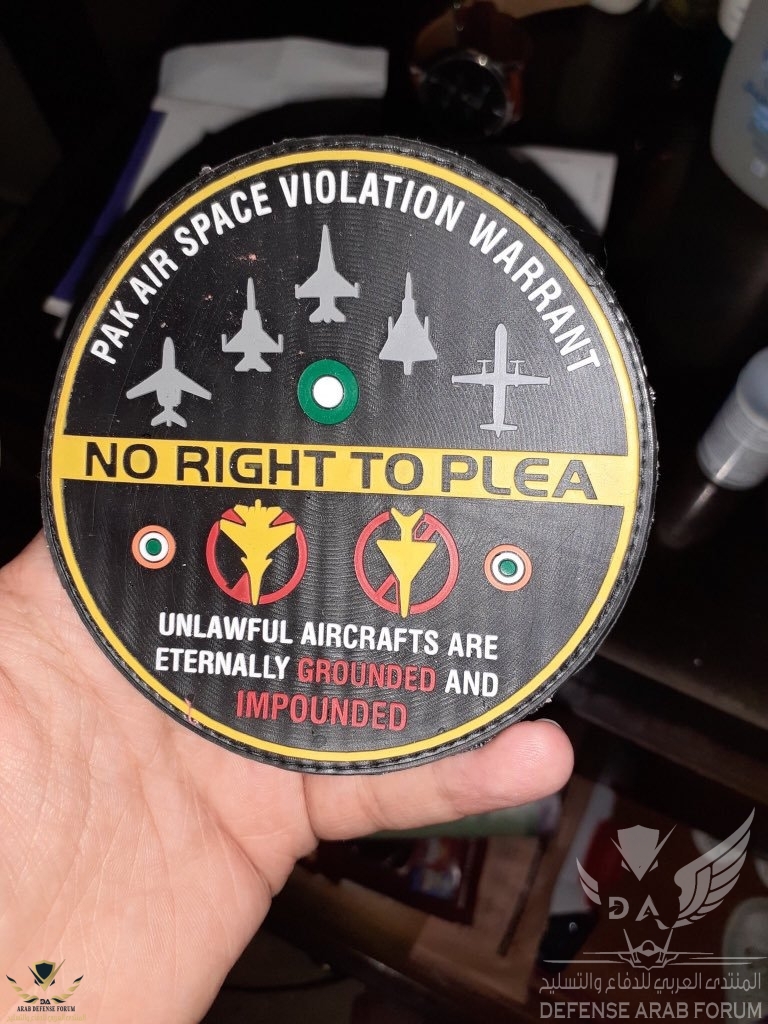 PAK AIR SPACE VIOLATION WARRANT
NO RIGHT TO PLEA
UNLAWFUL AIRCRAFTS ARE
ETERNALLY GROUNDED AND
IMPOUNDED
DA
المنتدى العربي للدفاع والتسليح
DEFENSE ARAB FORUM
DA
ARAB DEFENSE FORUM